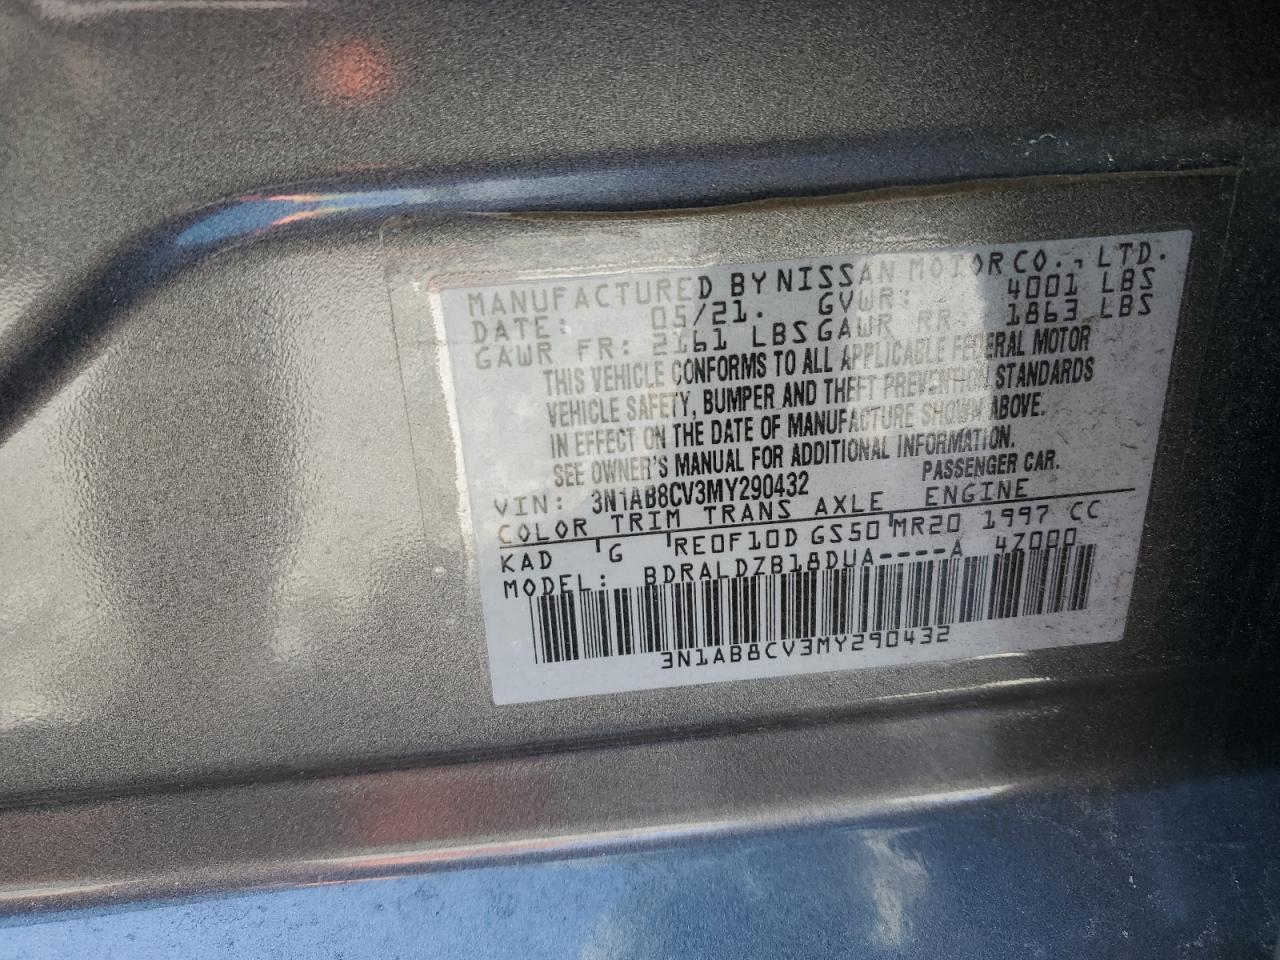 MANUFACTURED BY NISSAN MOTOR CO., LTD.
DATE: 05/21. GVWR: 4001 LBS
GAWR FR: 2161 LBS GAWR RR 1863 LBS
THIS VEHICLE CONFORMS TO ALL APPLICABLE FEDERAL MOTOR
VEHICLE SAFETY, BUMPER AND THEFT PREVENTION STANDARDS
IN EFFECT ON THE DATE OF MANUFACTURE SHOWN ABOVE.
SEE OWNER'S MANUAL FOR ADDITIONAL INFORMATION.
VIN: 3N1AB8CV3MY290432 PASSENGER CAR.
COLOR TRIM TRANS AXLE ENGINE
KAD G RE0F10D GS50 MR20 1997 CC
MODEL: BDRALDZB18DUA----A 4Z000
3N1AB8CV3MY290432